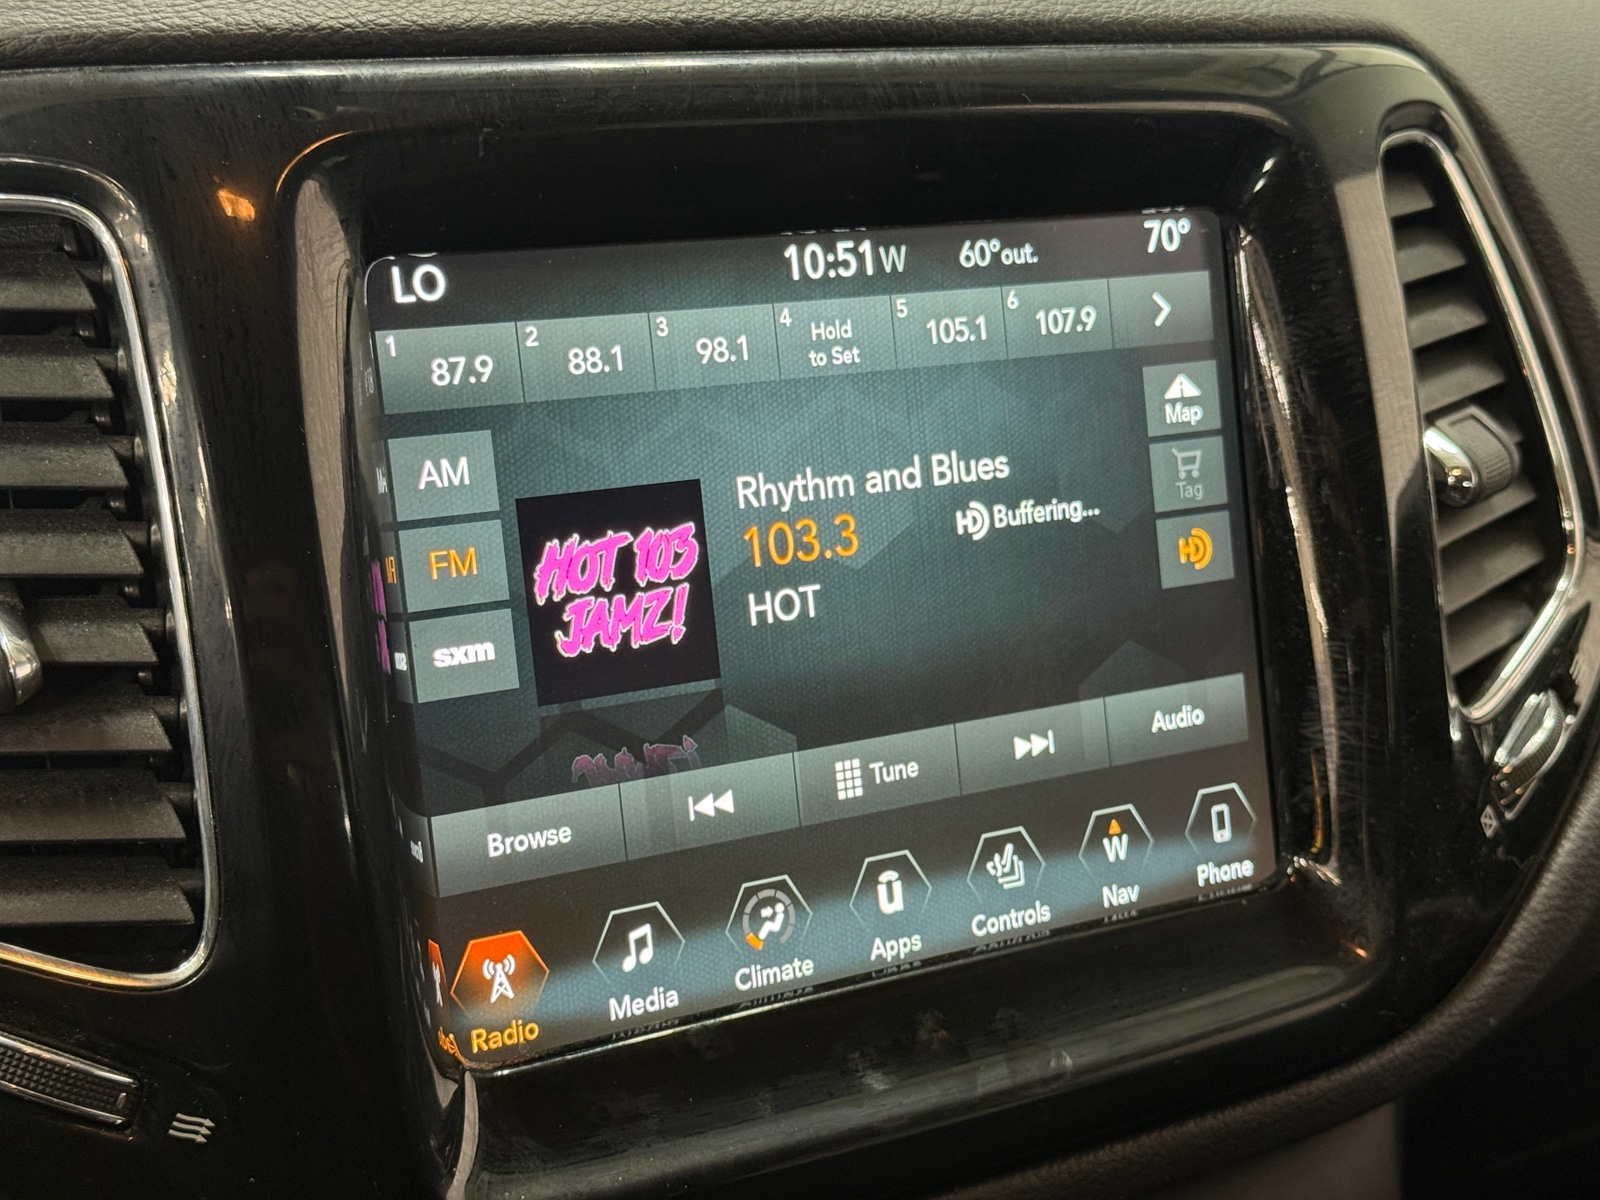 LO
10:51 W
60° out.
70°
1 87.9
2 88.1
3 98.1
4 Hold to Set
5 105.1
6 107.9
AM
FM
sxm
HOT 103
JAMZ!
Rhythm and Blues
103.3
HD Buffering...
HOT
Map
Tag
HD
Browse
Tune
Audio
Radio
Media
Climate
Apps
Controls
W
Nav
Phone